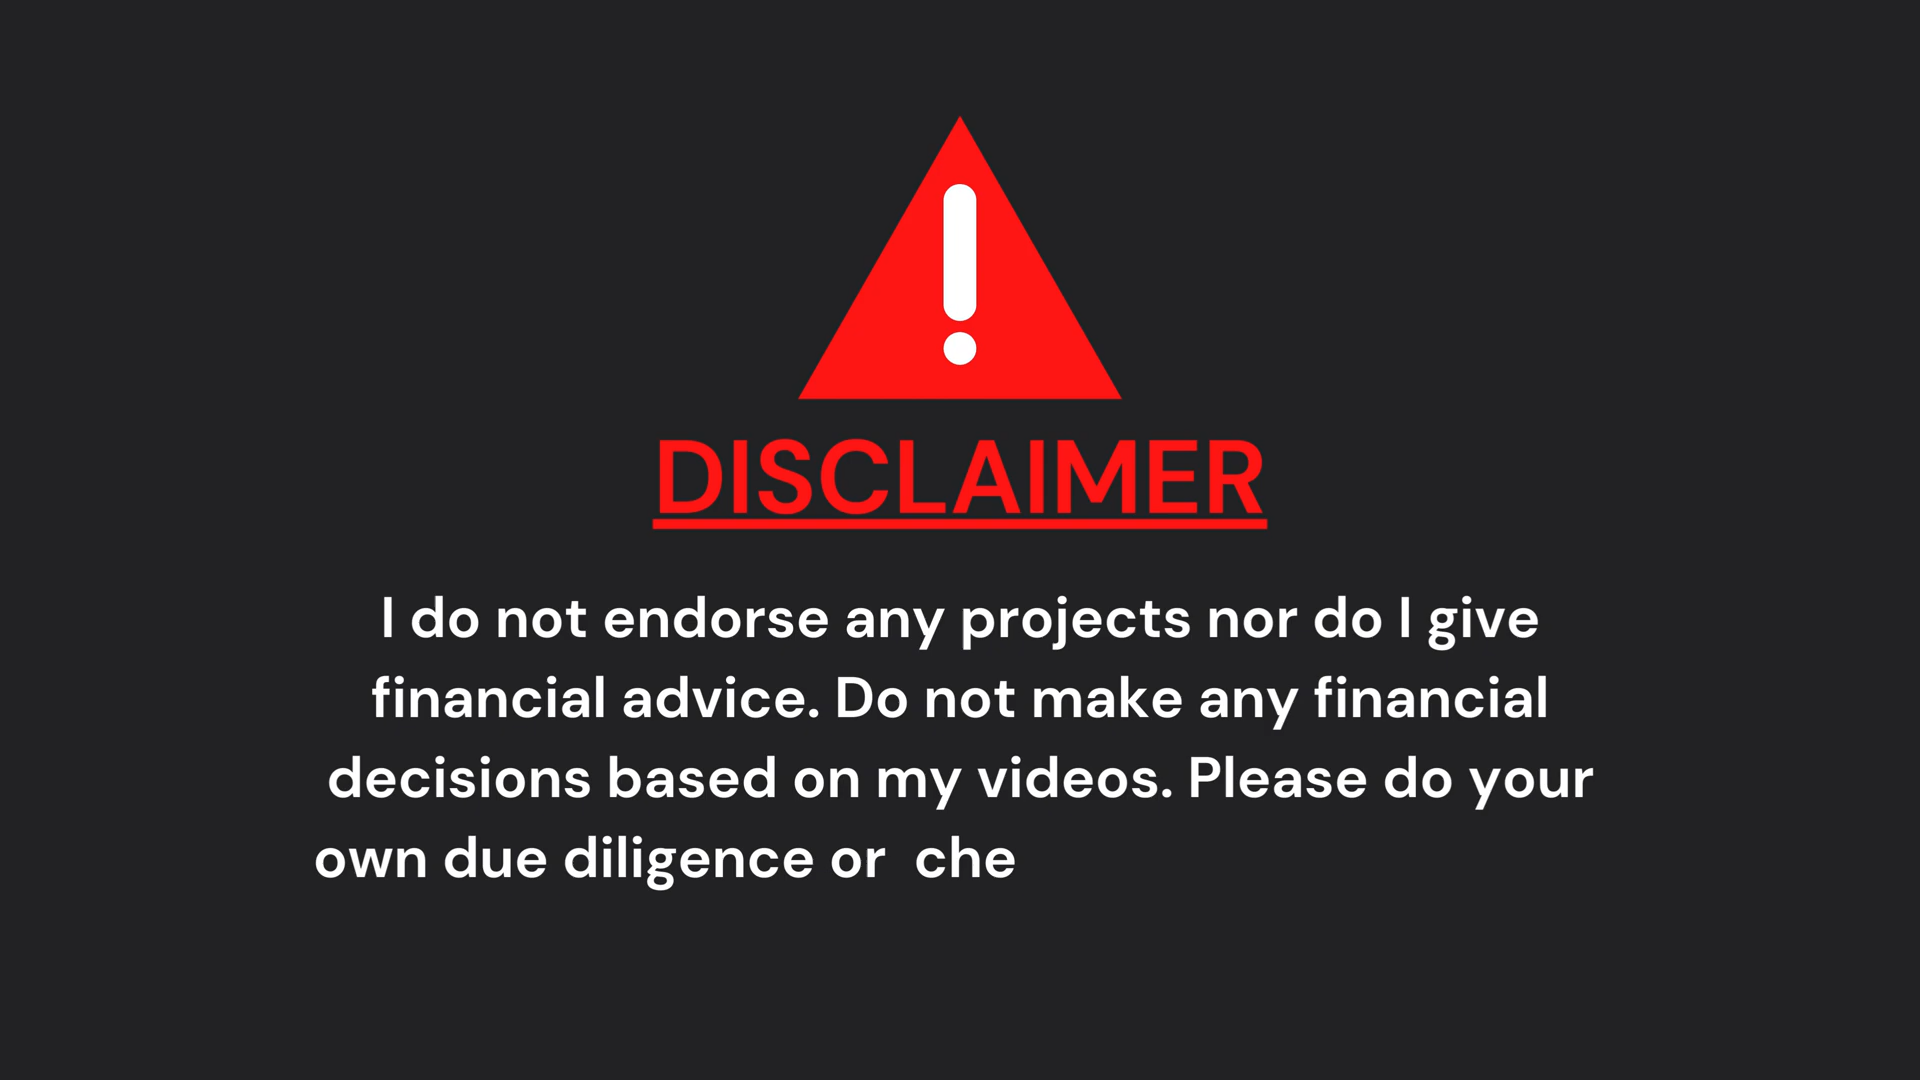 DISCLAIMER
I do not endorse any projects nor do I give
financial advice. Do not make any financial
decisions based on my videos. Please do your
own due diligence or  che